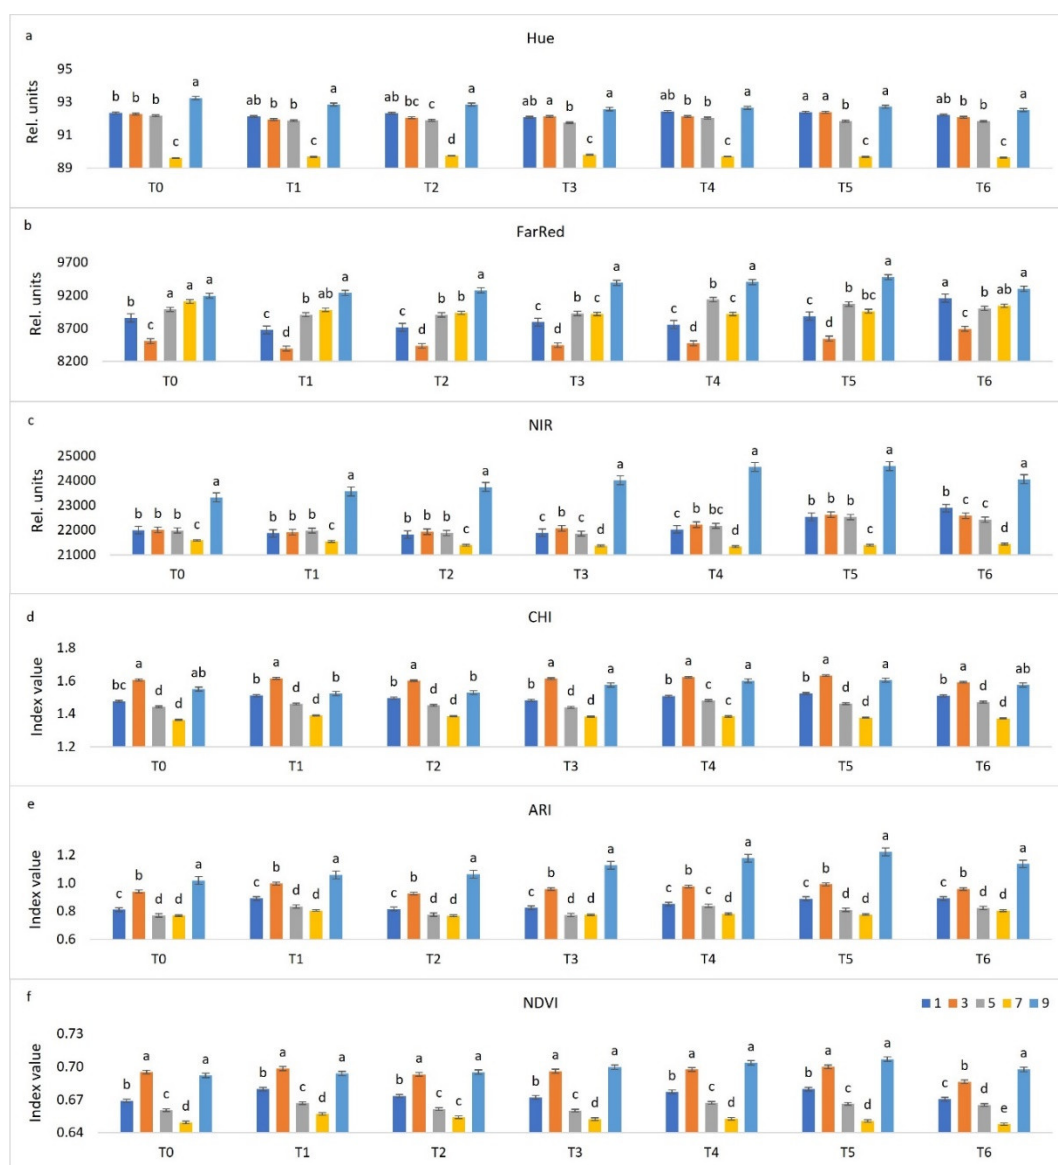 a
Hue
Rel. units
95
93
91
89
b b b c a ab b b c a ab bc c d a ab a b c a ab b b c a a a b c a ab b b c a
T0 T1 T2 T3 T4 T5 T6
b
FarRed
Rel. units
9700
9200
8700
8200
b c a a a c d b ab a c d b b a c d b c a c d b c a c d b bc a a c b ab a
T0 T1 T2 T3 T4 T5 T6
c
NIR
Rel. units
25000
24000
23000
22000
21000
b b b c a b b b c a b b b c a c b c d a c b bc d a b b b c a b c c d a
T0 T1 T2 T3 T4 T5 T6
d
CHI
Index value
1.8
1.6
1.4
1.2
bc a d d ab b a d d b b a d d b b a d d a b a c d a b a d d a b a d d ab
T0 T1 T2 T3 T4 T5 T6
e
ARI
Index value
1.2
1.0
0.8
0.6
c b d d a c b d d a c b d d a c b d d a c b d d a c b d d a c b d d a
T0 T1 T2 T3 T4 T5 T6
f
NDVI
1 3 5 7 9
Index value
0.73
0.70
0.67
0.64
b a c d a b a c d a b a c c a b a c d a b a c d a b a c d a c b d e a
T0 T1 T2 T3 T4 T5 T6